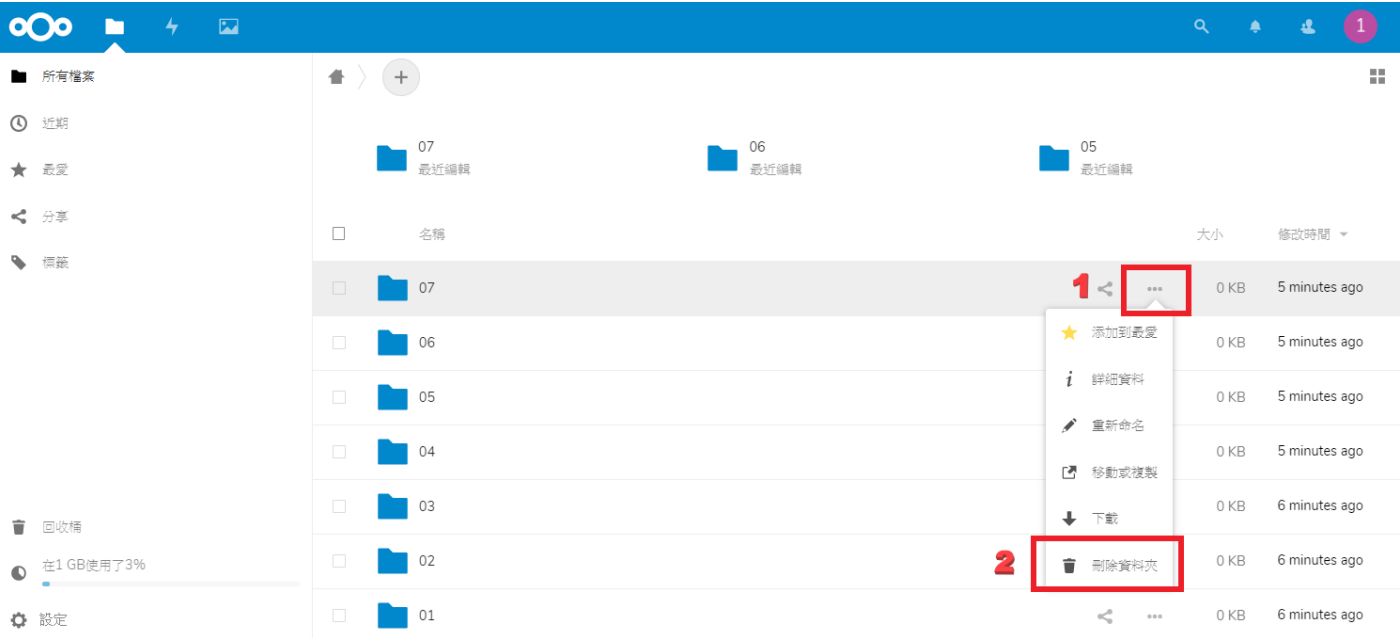 1
所有檔案
近期
最愛
分享
標籤
回收桶
在1 GB使用了3%
設定
07
最近編輯
06
最近編輯
05
最近編輯
名稱 大小 修改時間
07 1 0 KB 5 minutes ago
06 0 KB 5 minutes ago
05 0 KB 5 minutes ago
04 0 KB 5 minutes ago
03 0 KB 6 minutes ago
02 0 KB 6 minutes ago
01 0 KB 6 minutes ago
添加到最愛
詳細資料
重新命名
移動或複製
下載
2 刪除資料夾